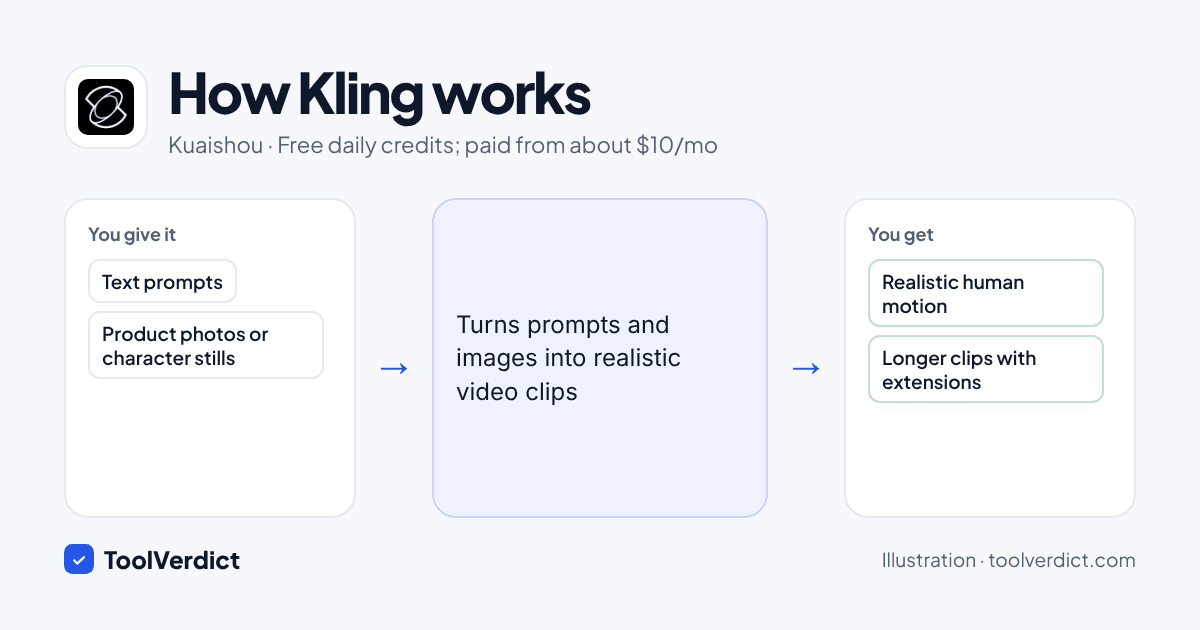 How Kling works
Kuaishou · Free daily credits; paid from about $10/mo
You give it
Text prompts
Product photos or
character stills
→
Turns prompts and
images into realistic
video clips
→
You get
Realistic human
motion
Longer clips with
extensions
ToolVerdict
Illustration · toolverdict.com